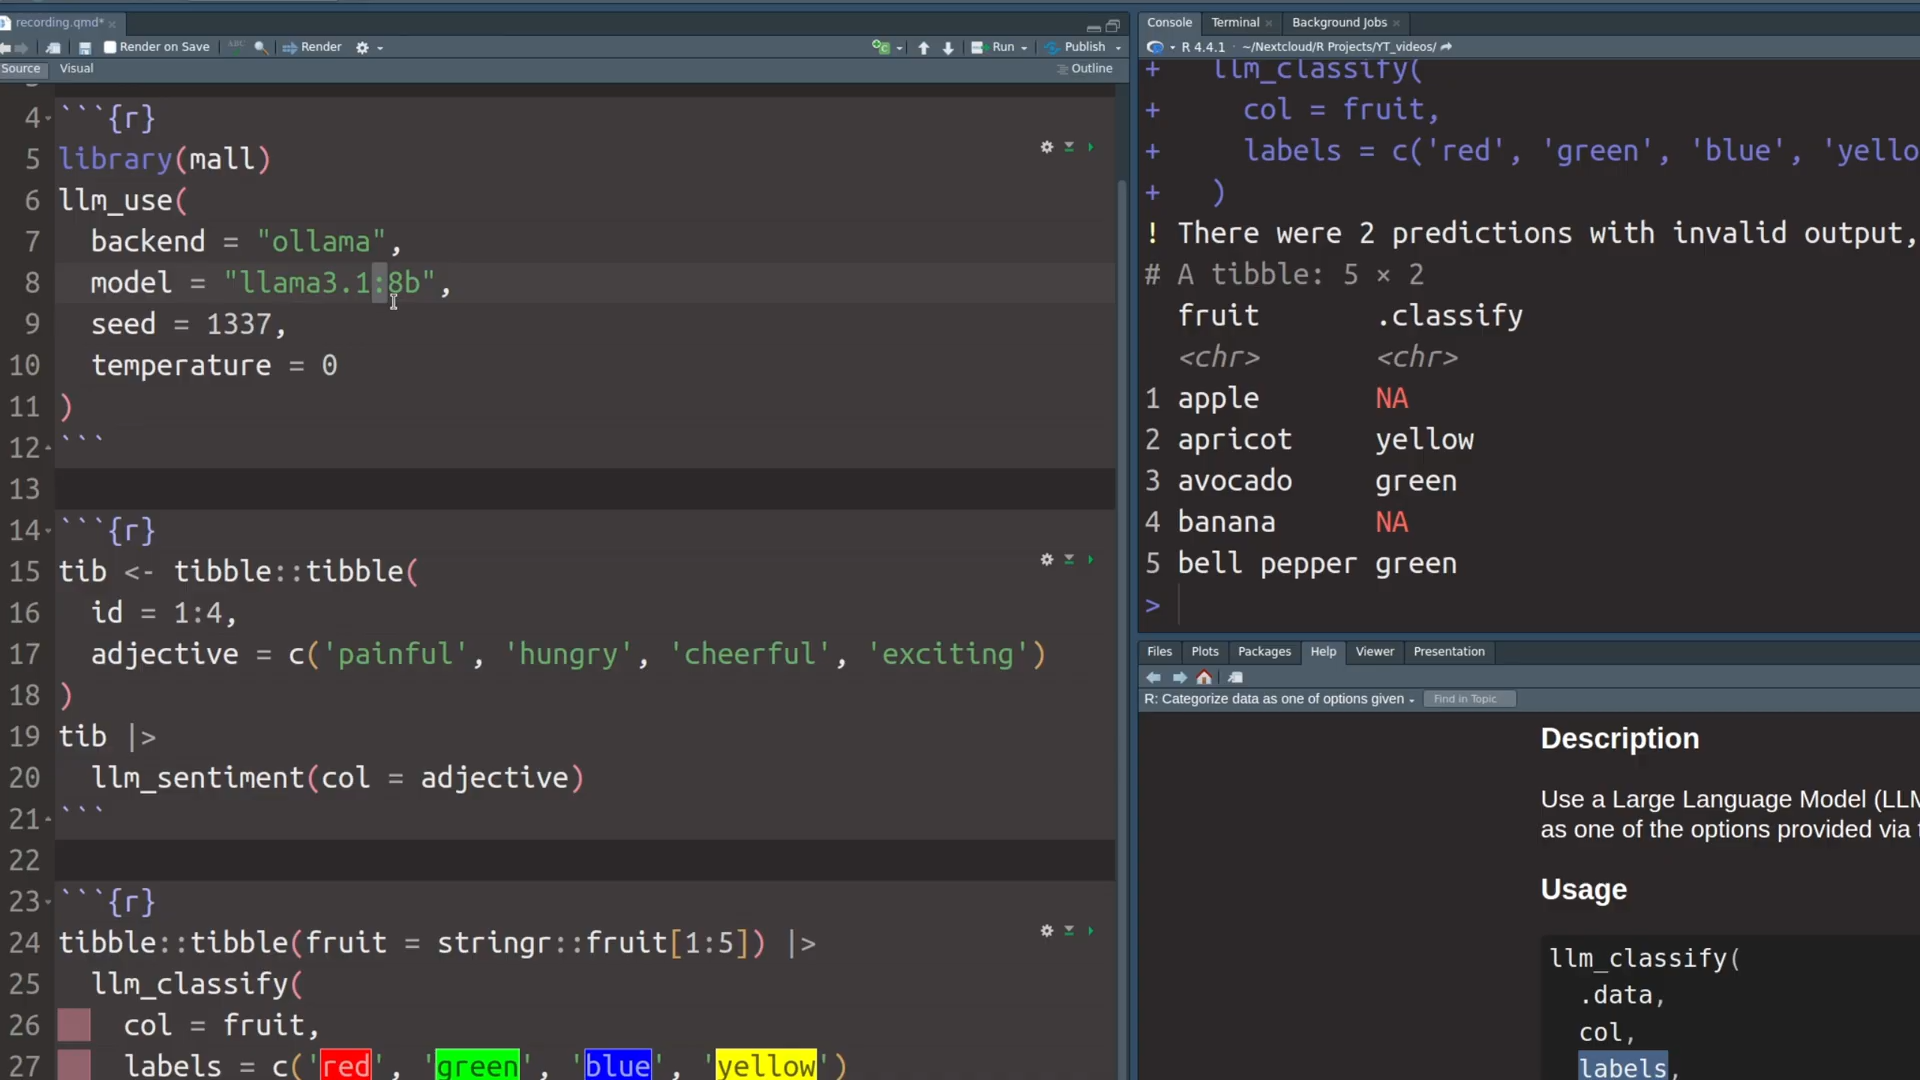 recording.qmd*
Render on Save
ABC
Render
Run
Publish
Source
Visual
Outline
4 ```{r}
5 library(mall)
6 llm_use(
7   backend = "ollama",
8   model = "llama3.1:8b",
9   seed = 1337,
10   temperature = 0
11 )
12 ```
13
14 ```{r}
15 tib <- tibble::tibble(
16   id = 1:4,
17   adjective = c('painful', 'hungry', 'cheerful', 'exciting')
18 )
19 tib |>
20   llm_sentiment(col = adjective)
21 ```
22
23 ```{r}
24 tibble::tibble(fruit = stringr::fruit[1:5]) |>
25   llm_classify(
26     col = fruit,
27     labels = c('red', 'green', 'blue', 'yellow')
Console
Terminal
Background Jobs
R 4.4.1 · ~/Nextcloud/R Projects/YT_videos/
+   llm_classify(
+     col = fruit,
+     labels = c('red', 'green', 'blue', 'yello
+   )
! There were 2 predictions with invalid output,
# A tibble: 5 × 2
  fruit       .classify
  <chr>       <chr>
1 apple       NA
2 apricot     yellow
3 avocado     green
4 banana      NA
5 bell pepper green
>
Files
Plots
Packages
Help
Viewer
Presentation
R: Categorize data as one of options given
Find in Topic
Description
Use a Large Language Model (LLM
as one of the options provided via
Usage
llm_classify(
  .data,
  col,
  labels,